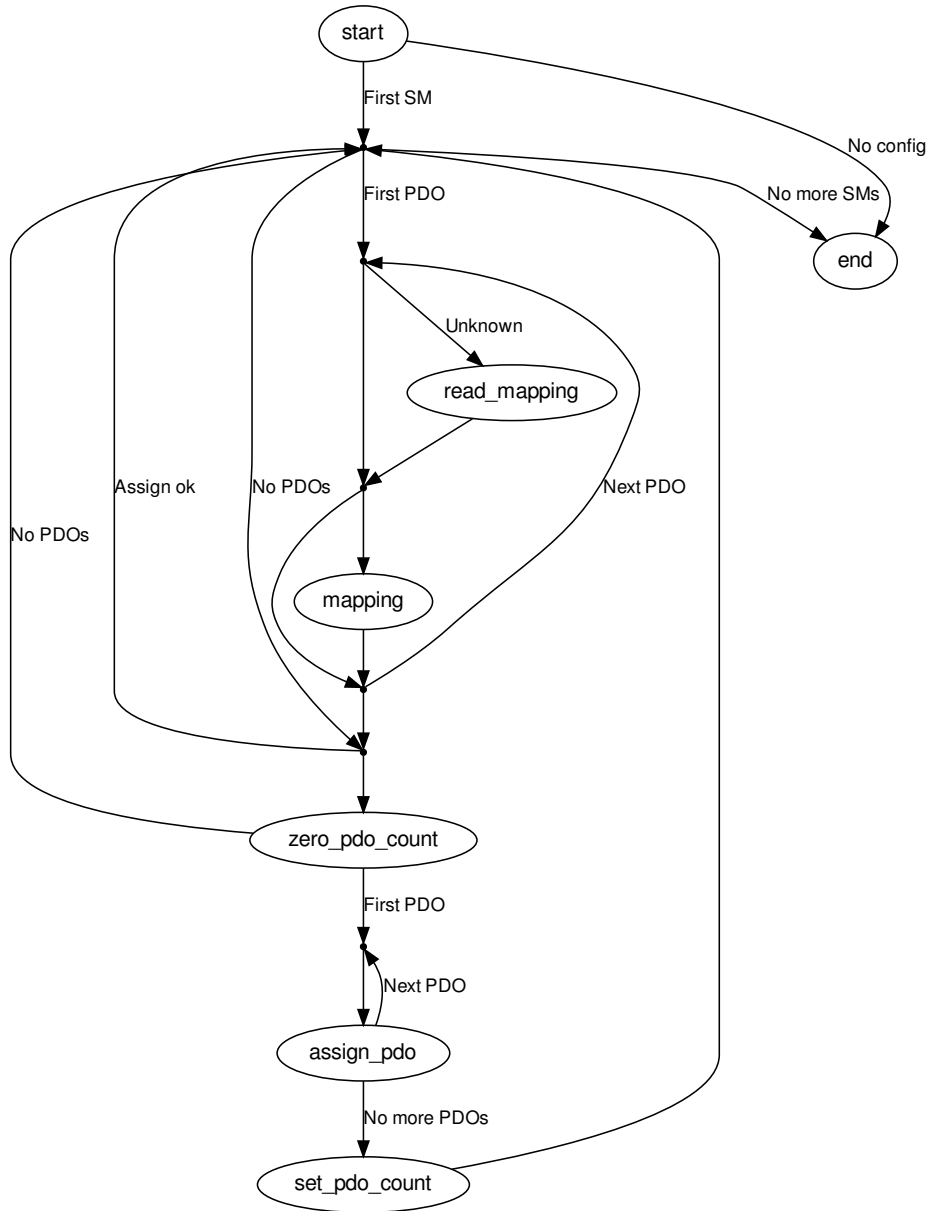 start
First SM
No config
First PDO
No more SMs
end
Unknown
read_mapping
Assign ok
No PDOs
Next PDO
No PDOs
mapping
zero_pdo_count
First PDO
Next PDO
assign_pdo
No more PDOs
set_pdo_count